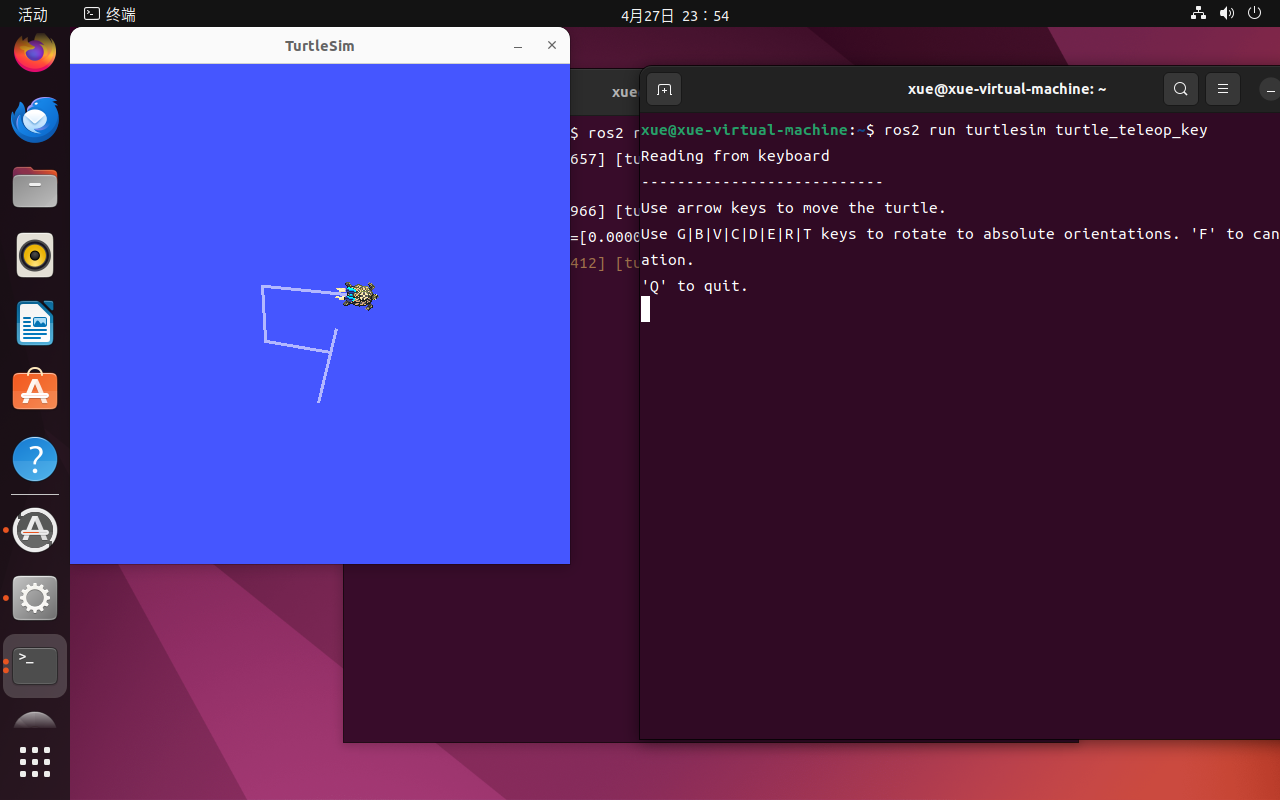 活动 终端 4月27日 23：54
TurtleSim
xue
xue@xue-virtual-machine: ~
$ ros2 r
657] [tu
966] [tu
=[0.0000
412] [tu
xue@xue-virtual-machine:~$ ros2 run turtlesim turtle_teleop_key
Reading from keyboard
---------------------------
Use arrow keys to move the turtle.
Use G|B|V|C|D|E|R|T keys to rotate to absolute orientations. 'F' to can
ation.
'Q' to quit.